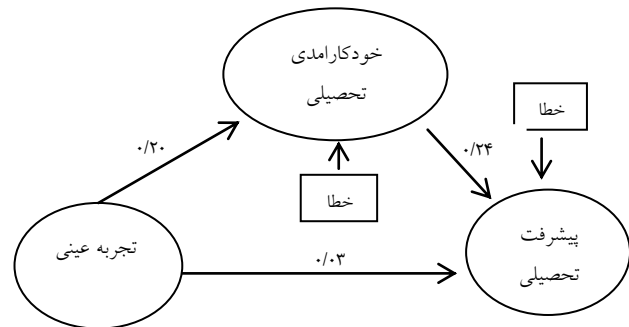 خودکارامدی
تحصیلی
خطا
۰/۲۰
۰/۲۴
خطا
تجربه عینی
پیشرفت
تحصیلی
۰/۰۳